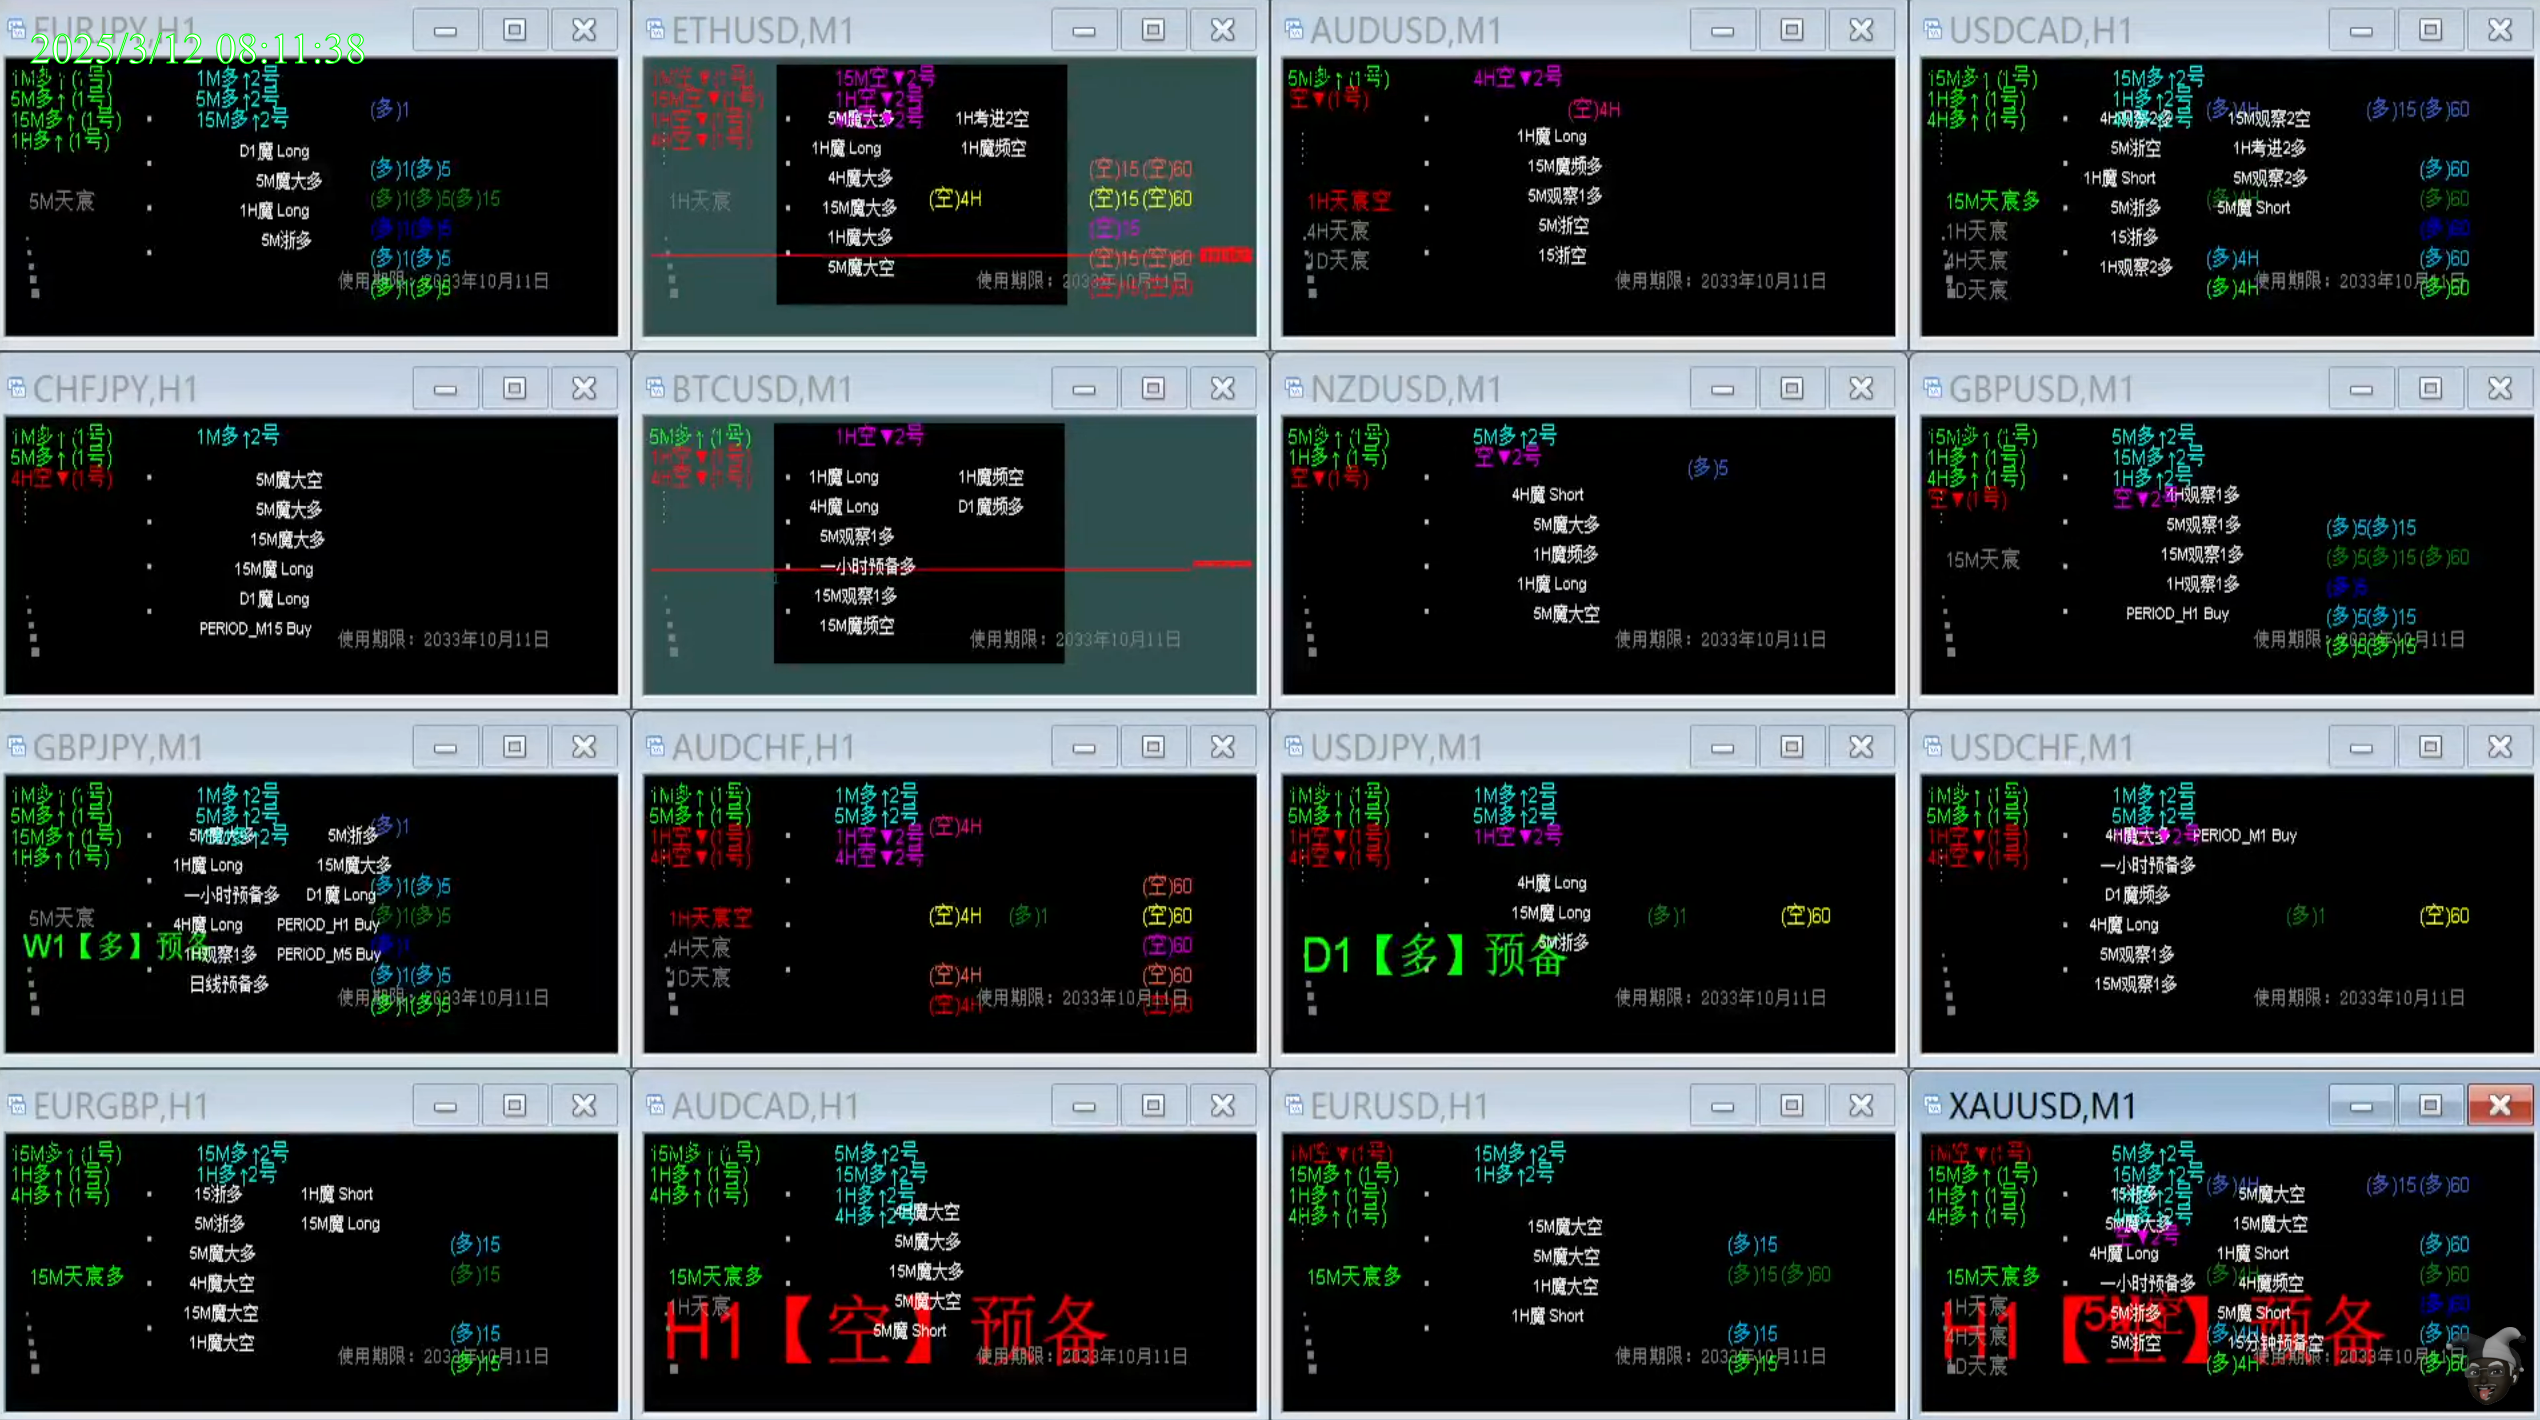 EURJPY,H1
2025/3/12 08:11:38
1M多↑(1号) 1M多↑2号
5M多↑(1号) 5M多↑2号 (多)1
15M多↑(1号) 15M多↑2号
1H多↑(1号)
D1魔 Long
(多)1(多)5
5M魔大多
5M天宸 (多)1(多)5(多)15
1H魔 Long
(多)1(多)5
5M浙多
(多)1(多)5
使用期限：2033年10月11日
(多)1(多)5
ETHUSD,M1
1M空▼(1号) 15M空▼2号
15M空▼(1号) 1H空▼2号
1H空▼(1号) 5M魔大多 1H考进2空
4H空▼(1号)
1H魔 Long 1H魔频空
(空)15(空)60
4H魔大多
1H天宸 (空)4H (空)15(空)60
15M魔大多
(空)15
1H魔大多
(空)15(空)60
5M魔大空
使用期限：2033年10月11日
AUDUSD,M1
5M多↑(1号) 4H空▼2号
空▼(1号)
(空)4H
1H魔 Long
15M魔频多
1H天宸空 5M观察1多
4H天宸 5M浙空
1D天宸 15浙空
使用期限：2033年10月11日
USDCAD,H1
15M多↑(1号) 15M多↑2号
1H多↑(1号) 1H多↑2号 (多)4H (多)15(多)60
4H多↑(1号) 4H观察2多 15M观察2空
5M浙空 1H考进2多
(多)60
1H魔 Short 5M观察2多
15M天宸多 (多)60
5M浙多 5M魔 Short
1H天宸 15浙多 (多)60
4H天宸 (多)4H (多)60
1H观察2多
1D天宸 (多)4H (多)60
使用期限：2033年10月11日
CHFJPY,H1
1M多↑(1号) 1M多↑2号
5M多↑(1号)
4H空▼(1号) 5M魔大空
5M魔大多
15M魔大多
15M魔 Long
D1魔 Long
PERIOD_M15 Buy
使用期限：2033年10月11日
BTCUSD,M1
5M多↑(1号) 1H空▼2号
1H空▼(1号)
4H空▼(1号) 1H魔 Long 1H魔频空
4H魔 Long D1魔频多
5M观察1多
一小时预备多
15M观察1多
15M魔频空
使用期限：2033年10月11日
NZDUSD,M1
5M多↑(1号) 5M多↑2号
1H多↑(1号) 空▼2号
空▼(1号) (多)5
4H魔 Short
5M魔大多
1H魔频多
1H魔 Long
5M魔大空
使用期限：2033年10月11日
GBPUSD,M1
15M多↑(1号) 5M多↑2号
1H多↑(1号) 15M多↑2号
4H多↑(1号) 1H多↑2号
空▼(1号) 空▼2号 4H观察1多
5M观察1多 (多)5(多)15
15M天宸 15M观察1多 (多)5(多)15(多)60
1H观察1多 (多)5
PERIOD_H1 Buy (多)5(多)15
使用期限：2033年10月11日
(多)5(多)15
GBPJPY,M1
1M多↑(1号) 1M多↑2号
5M多↑(1号) 5M多↑2号 (多)1
15M多↑(1号) 5M魔大多 5M浙多
1H多↑(1号)
1H魔 Long 15M魔大多
(多)1(多)5
一小时预备多 D1魔 Long
5M天宸 (多)1(多)5
4H魔 Long PERIOD_H1 Buy
W1【多】预备 (多)1
1H观察1多 PERIOD_M5 Buy
(多)1(多)5
日线预备多
使用期限：2033年10月11日
(多)1(多)5
AUDCHF,H1
1M多↑(1号) 1M多↑2号
5M多↑(1号) 5M多↑2号
1H空▼(1号) 1H空▼2号 (空)4H
4H空▼(1号) 4H空▼2号
(空)60
1H天宸空 (空)4H (多)1 (空)60
4H天宸 (空)60
1D天宸 (空)4H (空)60
(空)4H (空)60
使用期限：2033年10月11日
USDJPY,M1
1M多↑(1号) 1M多↑2号
5M多↑(1号) 5M多↑2号
1H空▼(1号) 1H空▼2号
4H空▼(1号)
4H魔 Long
15M魔 Long (多)1 (空)60
5M浙多
D1【多】预备
使用期限：2033年10月11日
USDCHF,M1
1M多↑(1号) 1M多↑2号
5M多↑(1号) 5M多↑2号
1H空▼(1号) 4H魔大多 PERIOD_M1 Buy
4H空▼(1号)
一小时预备多
D1魔频多
4H魔 Long (多)1 (空)60
5M观察1多
15M观察1多
使用期限：2033年10月11日
EURGBP,H1
15M多↑(1号) 15M多↑2号
1H多↑(1号) 1H多↑2号
4H多↑(1号) 15浙多 1H魔 Short
5M浙多 15M魔 Long
(多)15
5M魔大多
15M天宸多 (多)15
4H魔大空
15M魔大空
(多)15
1H魔大空
使用期限：2033年10月11日
(多)15
AUDCAD,H1
15M多↑(1号) 5M多↑2号
1H多↑(1号) 15M多↑2号
4H多↑(1号) 1H多↑2号
4H多↑2号 4H魔大空
5M魔大多
15M天宸多 15M魔大多
1H天宸 5M魔大空
H1【空】预备
5M魔 Short
使用期限：2033年10月11日
EURUSD,H1
1M空▼(1号) 15M多↑2号
15M多↑(1号) 1H多↑2号
1H多↑(1号)
4H多↑(1号)
15M魔大空
(多)15
5M魔大空
15M天宸多 (多)15(多)60
1H魔大空
1H魔 Short
(多)15
使用期限：2033年10月11日
(多)15
XAUUSD,M1
1M空▼(1号) 5M多↑2号
15M多↑(1号) 15M多↑2号
1H多↑(1号) 15浙多 (多)4H 5M魔大空 (多)15(多)60
4H多↑(1号)
5M魔大多 15M魔大空
空▼2号
(多)60
4H魔 Long 1H魔 Short
15M天宸多 (多)60
一小时预备多 4H魔频空
1H天宸 5M浙多 5M魔 Short (多)60
H1【空】预备
4H天宸 5M浙空 (多)4H 15分钟预备空 (多)60
1D天宸 (多)4H
使用期限：2033年10月11日